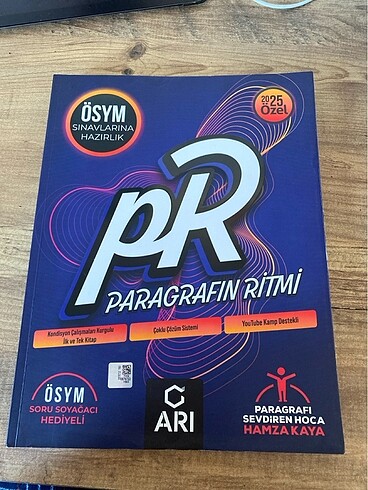 ÖSYM
SINAVLARINA
HAZIRLIK
2025
Özel
PR
PARAGRAFIN RİTMİ
Kondisyon Çalışmaları Kurgulu
İlk ve Tek Kitap
Çoklu Çözüm Sistemi
YouTube Kamp Destekli
ÖSYM
SORU SOYAĞACI
HEDİYELİ
ARI
PARAGRAFI
SEVDİREN HOCA
HAMZA KAYA